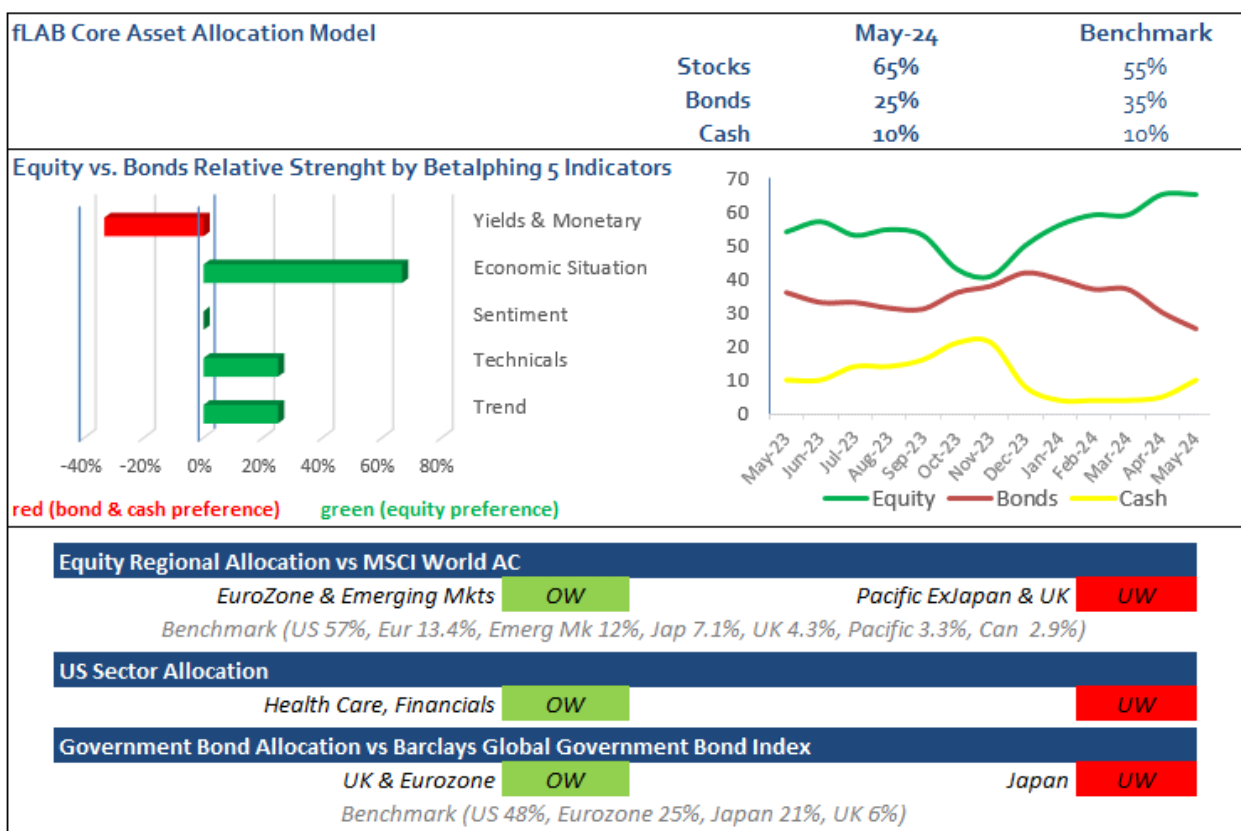 fLAB Core Asset Allocation Model May-24 Benchmark
Stocks 65% 55%
Bonds 25% 35%
Cash 10% 10%
Equity vs. Bonds Relative Strenght by Betalphing 5 Indicators
Yields & Monetary
Economic Situation
Sentiment
Technicals
Trend
-40% -20% 0% 20% 40% 60% 80%
red (bond & cash preference) green (equity preference)
70
60
50
40
30
20
10
0
May-23 Jun-23 Jul-23 Aug-23 Sep-23 Oct-23 Nov-23 Dec-23 Jan-24 Feb-24 Mar-24 Apr-24 May-24
Equity Bonds Cash
Equity Regional Allocation vs MSCI World AC
EuroZone & Emerging Mkts OW Pacific ExJapan & UK UW
Benchmark (US 57%, Eur 13.4%, Emerg Mk 12%, Jap 7.1%, UK 4.3%, Pacific 3.3%, Can 2.9%)
US Sector Allocation
Health Care, Financials OW UW
Government Bond Allocation vs Barclays Global Government Bond Index
UK & Eurozone OW Japan UW
Benchmark (US 48%, Eurozone 25%, Japan 21%, UK 6%)